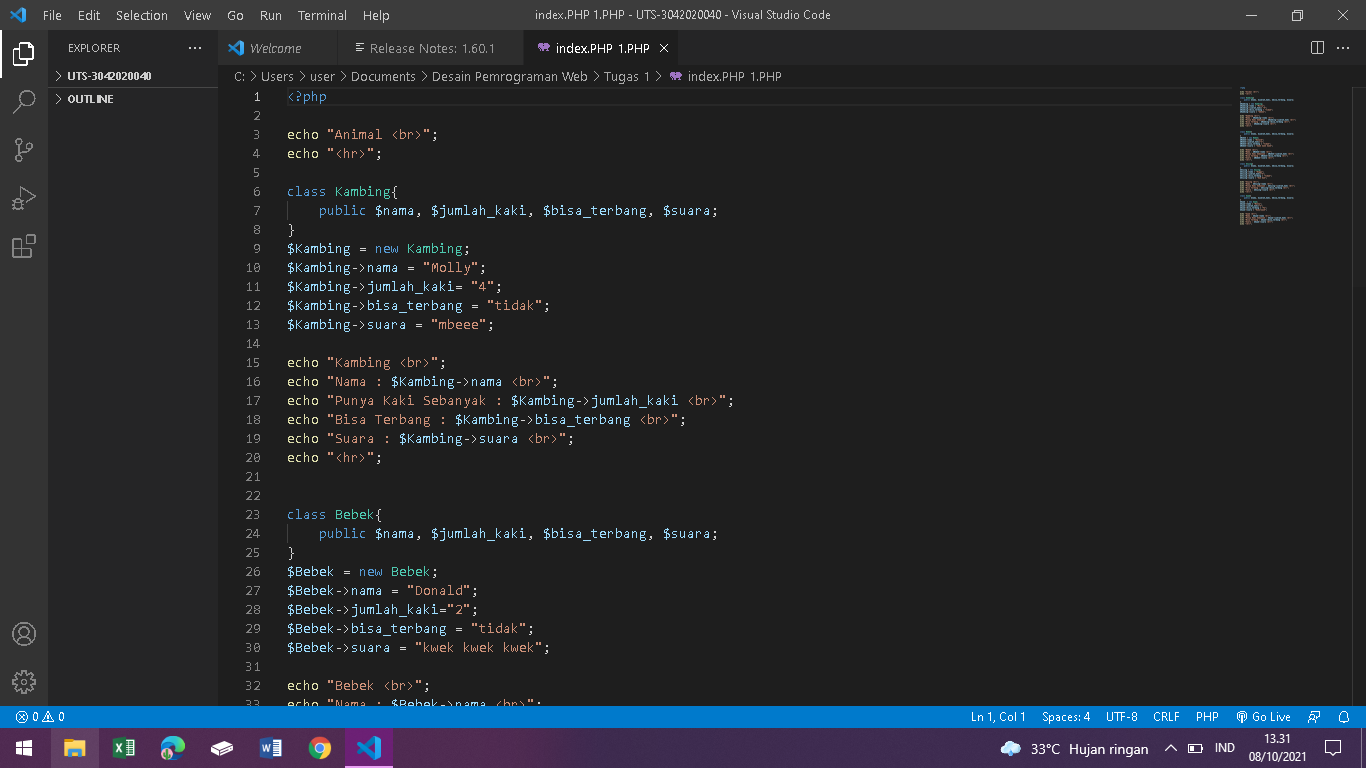 File Edit Selection View Go Run Terminal Help index.PHP 1.PHP - UTS-3042020040 - Visual Studio Code
EXPLORER ··· Welcome Release Notes: 1.60.1 index.PHP 1.PHP
UTS-3042020040
OUTLINE
C: > Users > user > Documents > Desain Pemrograman Web > Tugas 1 > index.PHP 1.PHP
1 <?php
2
3 echo "Animal <br>";
4 echo "<hr>";
5
6 class Kambing{
7 public $nama, $jumlah_kaki, $bisa_terbang, $suara;
8 }
9 $Kambing = new Kambing;
10 $Kambing->nama = "Molly";
11 $Kambing->jumlah_kaki= "4";
12 $Kambing->bisa_terbang = "tidak";
13 $Kambing->suara = "mbeee";
14
15 echo "Kambing <br>";
16 echo "Nama : $Kambing->nama <br>";
17 echo "Punya Kaki Sebanyak : $Kambing->jumlah_kaki <br>";
18 echo "Bisa Terbang : $Kambing->bisa_terbang <br>";
19 echo "Suara : $Kambing->suara <br>";
20 echo "<hr>";
21
22
23 class Bebek{
24 public $nama, $jumlah_kaki, $bisa_terbang, $suara;
25 }
26 $Bebek = new Bebek;
27 $Bebek->nama = "Donald";
28 $Bebek->jumlah_kaki="2";
29 $Bebek->bisa_terbang = "tidak";
30 $Bebek->suara = "kwek kwek kwek";
31
32 echo "Bebek <br>";
33 echo "Nama : $Bebek->nama <br>";
0 0 Ln 1, Col 1 Spaces: 4 UTF-8 CRLF PHP Go Live
33°C Hujan ringan IND 13.31
08/10/2021